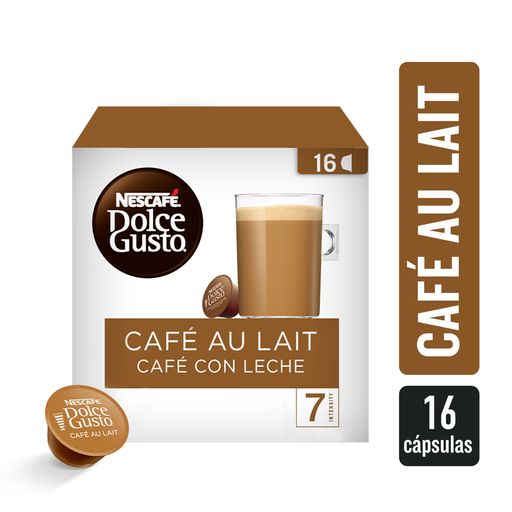 16
NESCAFÉ
Dolce
Gusto
CAFÉ AU LAIT
CAFÉ CON LECHE
7
INTENSITY
NESCAFÉ
Dolce
Gusto
CAFÉ AU LAIT
CAFÉ AU LAIT
16
cápsulas